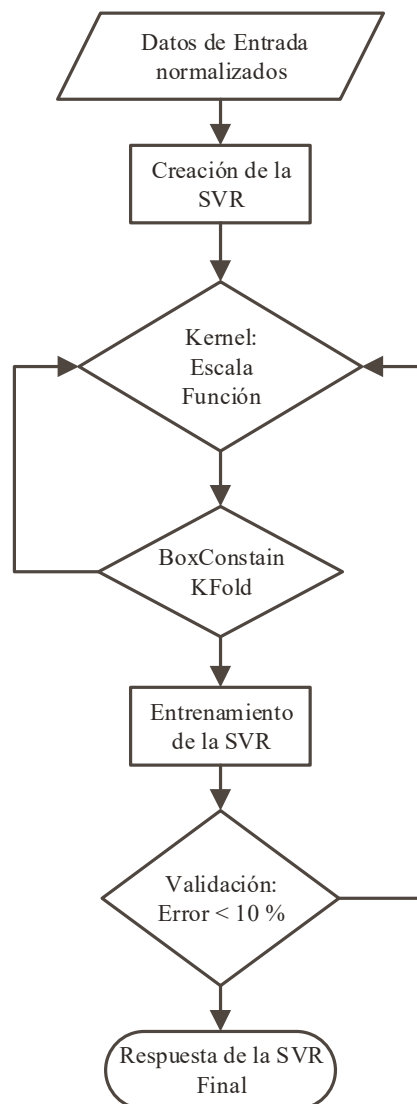 Datos de Entrada
normalizados
Creación de la
SVR
Kernel:
Escala
Función
BoxConstain
KFold
Entrenamiento
de la SVR
Validación:
Error < 10 %
Respuesta de la SVR
Final